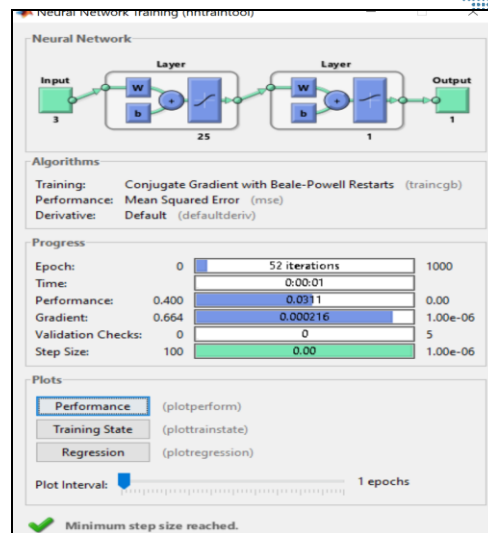 Neural Network Training (nntraintool)
Neural Network
Layer Layer
Input Output
W W
b b
3 25 1 1
Algorithms
Training: Conjugate Gradient with Beale-Powell Restarts (traincgb)
Performance: Mean Squared Error (mse)
Derivative: Default (defaultderiv)
Progress
Epoch: 0 52 iterations 1000
Time: 0:00:01
Performance: 0.400 0.0311 0.00
Gradient: 0.664 0.000216 1.00e-06
Validation Checks: 0 0 5
Step Size: 100 0.00 1.00e-06
Plots
Performance (plotperform)
Training State (plottrainstate)
Regression (plotregression)
Plot Interval: 1 epochs
Minimum step size reached.